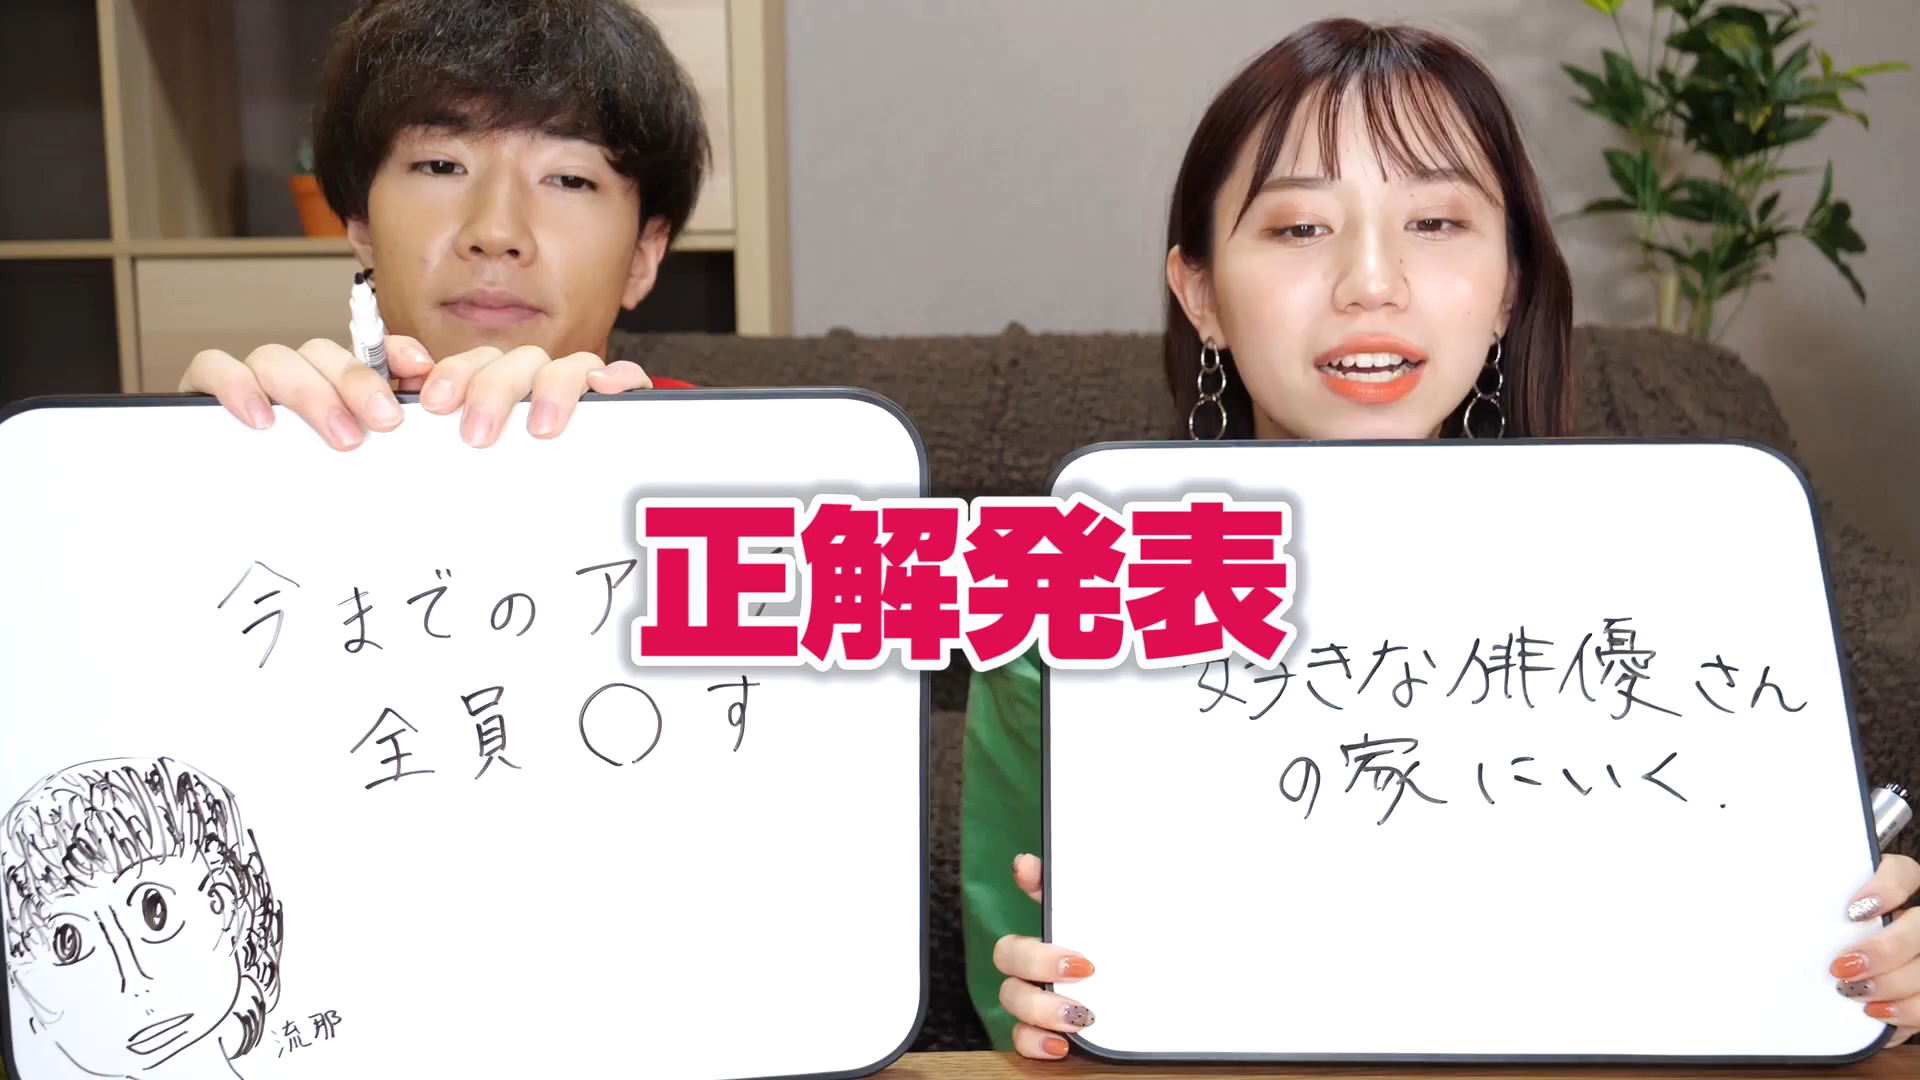 正解発表
今までのア
全員〇す
流那
好きな俳優さん
の家にいく.